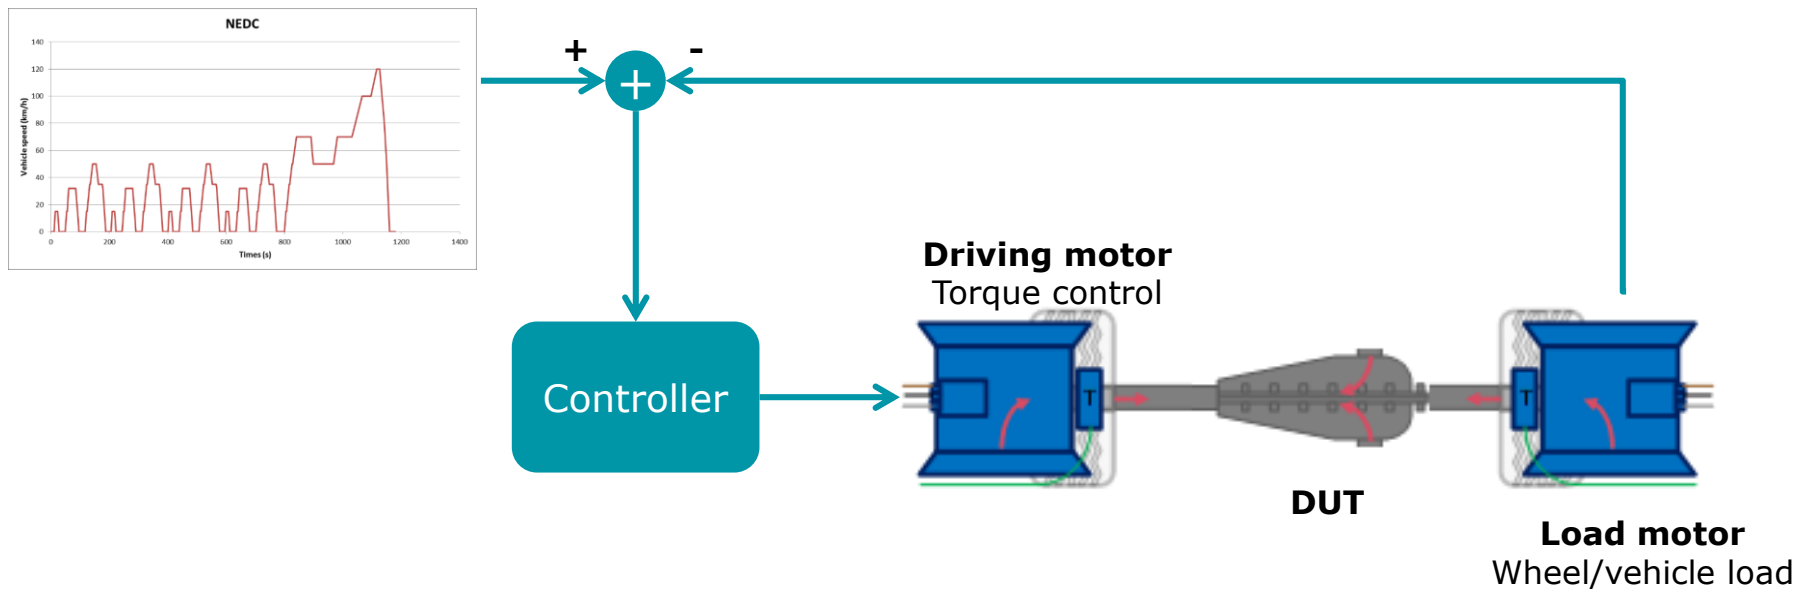 NEDC
140
120
100
80
60
40
20
0
Vehicle speed (km/h)
0 200 400 600 800 1000 1200 1400
Times (s)
+ -
+
Controller
Driving motor
Torque control
T T
DUT
Load motor
Wheel/vehicle load